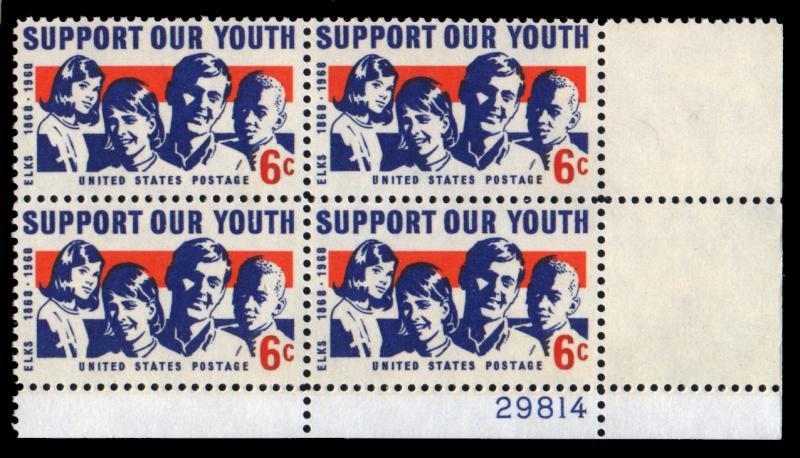 SUPPORT OUR YOUTH
ELKS 1868 · 1968
6c
UNITED STATES POSTAGE
SUPPORT OUR YOUTH
ELKS 1868 · 1968
6c
UNITED STATES POSTAGE
SUPPORT OUR YOUTH
ELKS 1868 · 1968
6c
UNITED STATES POSTAGE
SUPPORT OUR YOUTH
ELKS 1868 · 1968
6c
UNITED STATES POSTAGE
29814